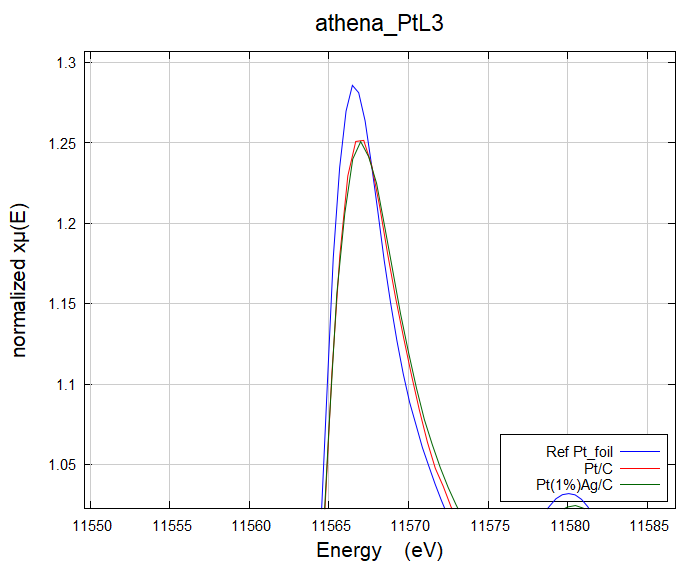 athena_PtL3
normalized xμ(E)
1.3
1.25
1.2
1.15
1.1
1.05
Ref Pt_foil
Pt/C
Pt(1%)Ag/C
11550 11555 11560 11565 11570 11575 11580 11585
Energy (eV)